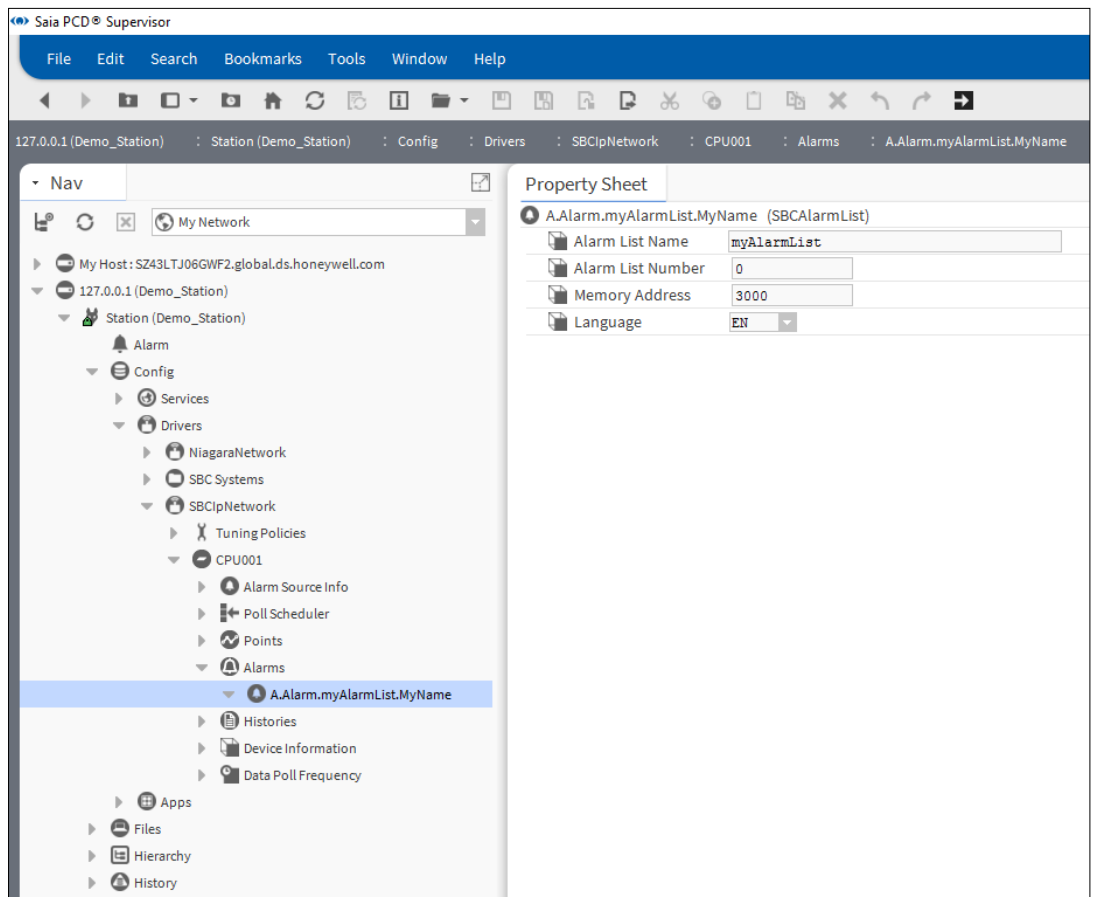 Saia PCD® Supervisor
File Edit Search Bookmarks Tools Window Help
127.0.0.1 (Demo_Station) : Station (Demo_Station) : Config : Drivers : SBCIpNetwork : CPU001 : Alarms : A.Alarm.myAlarmList.MyName
Nav
My Network
My Host : SZ43LTJ06GWF2.global.ds.honeywell.com
127.0.0.1 (Demo_Station)
Station (Demo_Station)
Alarm
Config
Services
Drivers
NiagaraNetwork
SBC Systems
SBCIpNetwork
Tuning Policies
CPU001
Alarm Source Info
Poll Scheduler
Points
Alarms
A.Alarm.myAlarmList.MyName
Histories
Device Information
Data Poll Frequency
Apps
Files
Hierarchy
History
Property Sheet
A.Alarm.myAlarmList.MyName (SBCAlarmList)
Alarm List Name myAlarmList
Alarm List Number 0
Memory Address 3000
Language EN